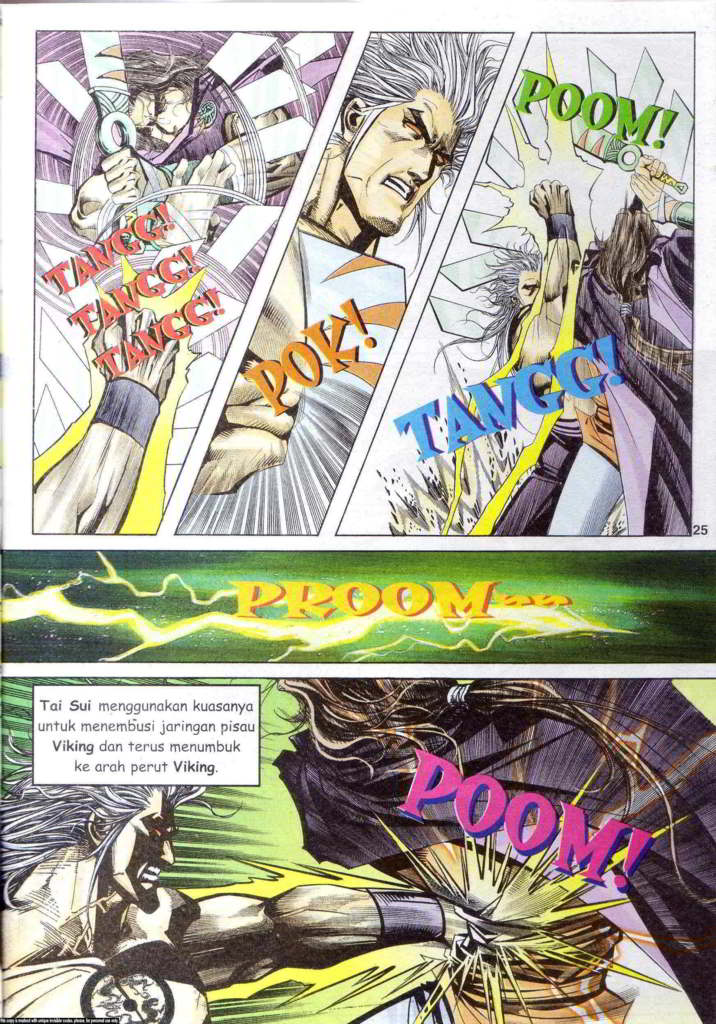 TANGG!
TANGG!
TANGG!
POK!
POOM!
TANGG!
25
PROOM
Tai Sui menggunakan kuasanya
untuk menembusi jaringan pisau
Viking dan terus menumbuk
ke arah perut Viking.
POOM!